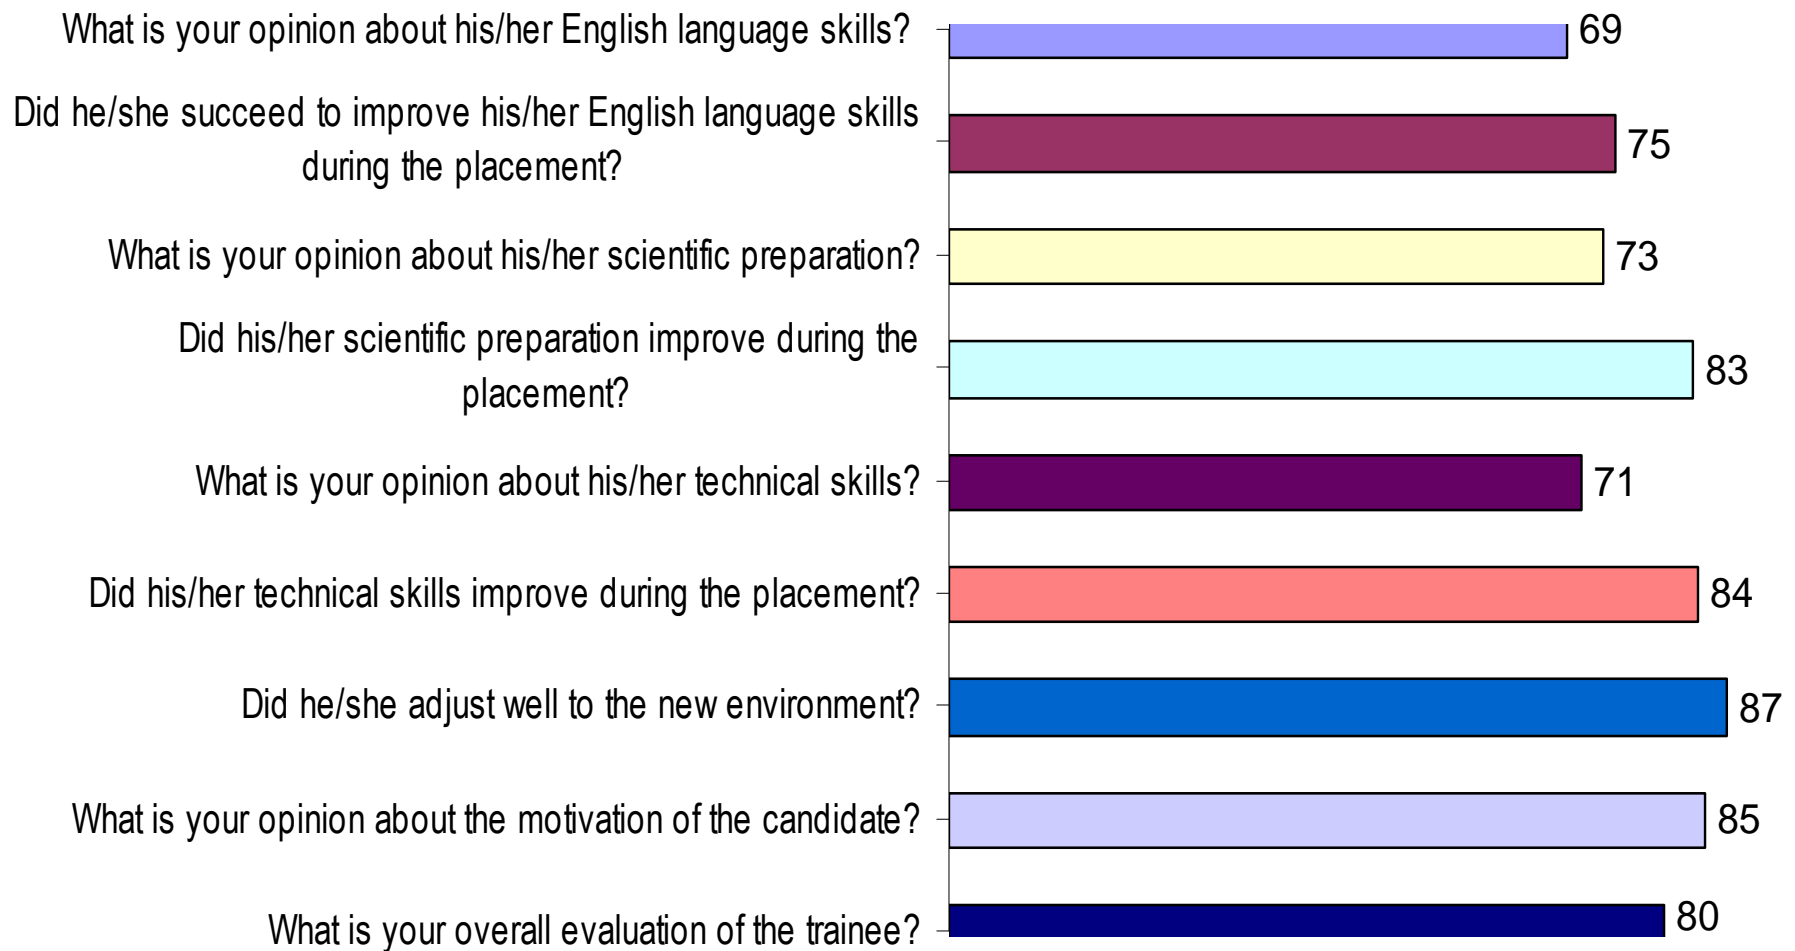 What is your opinion about his/her English language skills?
69
Did he/she succeed to improve his/her English language skills
during the placement?
75
What is your opinion about his/her scientific preparation?
73
Did his/her scientific preparation improve during the
placement?
83
What is your opinion about his/her technical skills?
71
Did his/her technical skills improve during the placement?
84
Did he/she adjust well to the new environment?
87
What is your opinion about the motivation of the candidate?
85
What is your overall evaluation of the trainee?
80